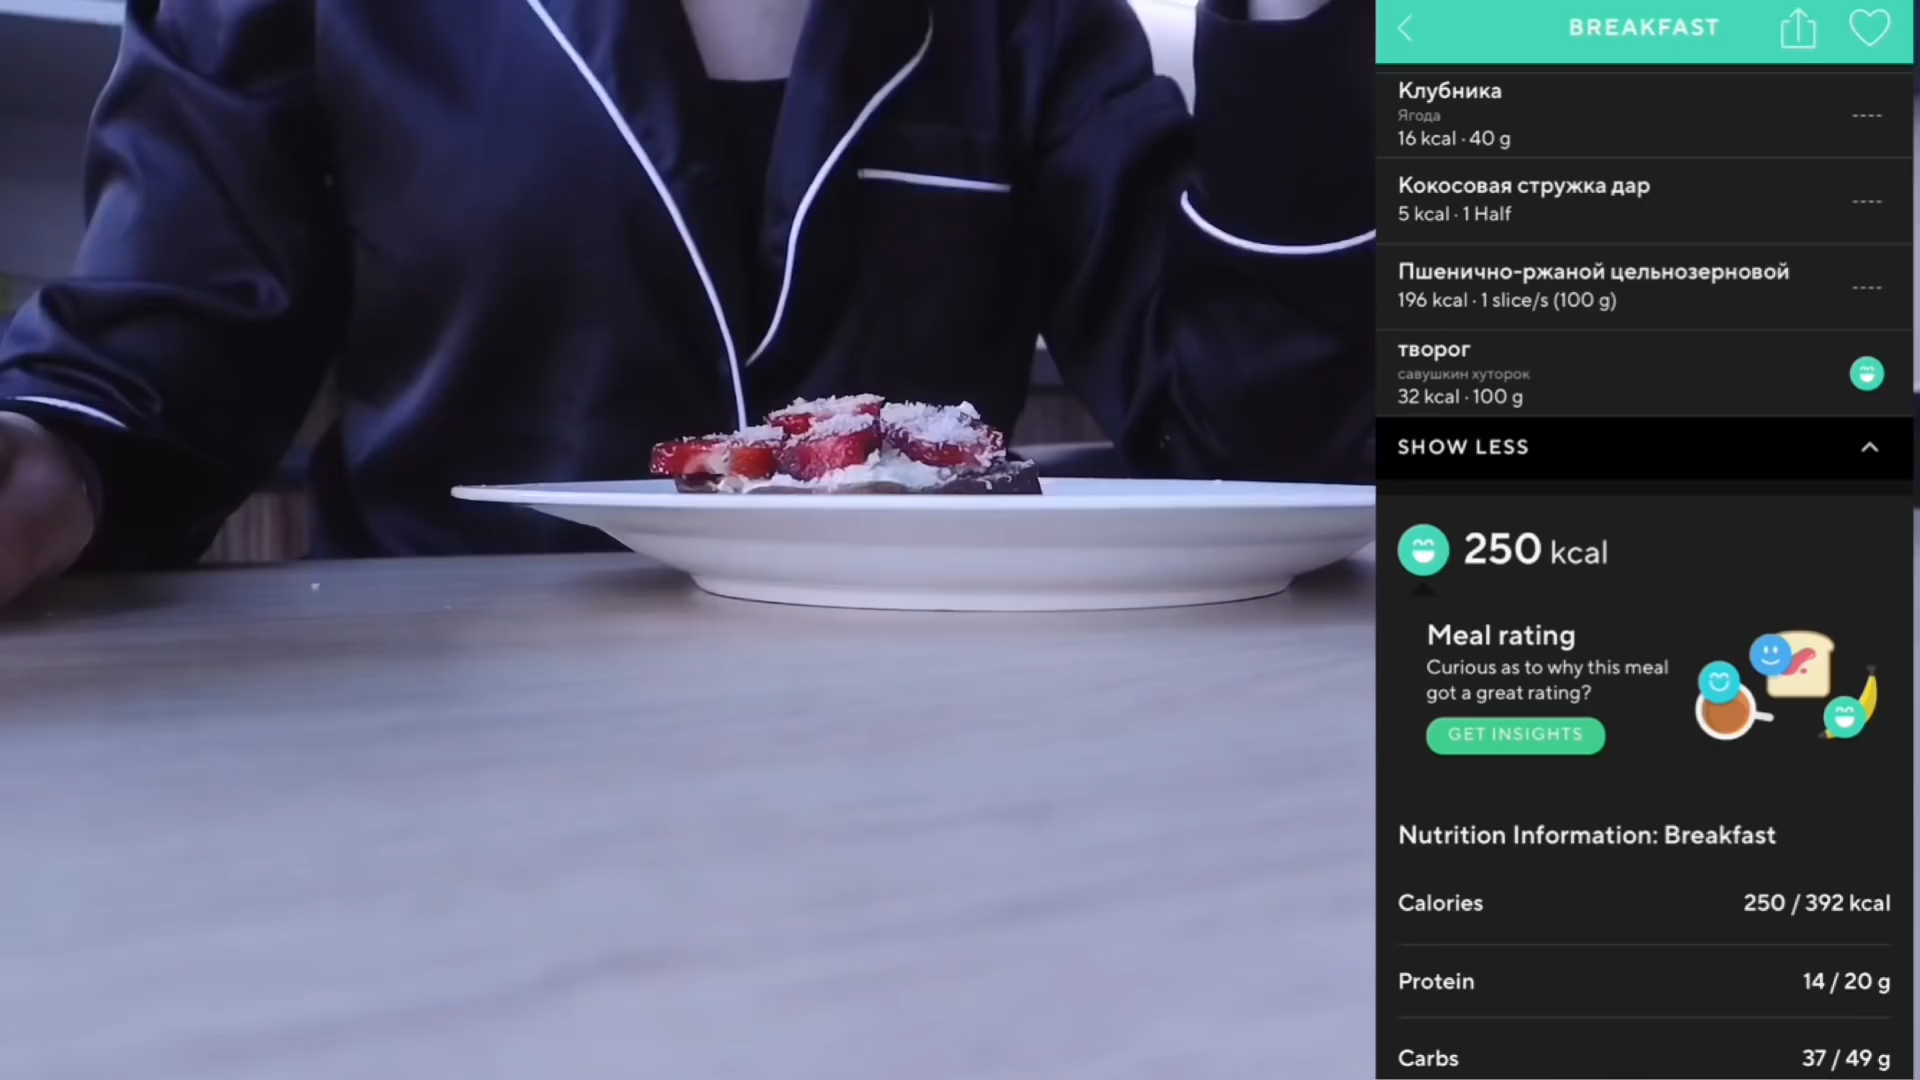 BREAKFAST
Клубника
Ягода
16 kcal · 40 g
Кокосовая стружка дар
5 kcal · 1 Half
Пшенично-ржаной цельнозерновой
196 kcal · 1 slice/s (100 g)
творог
савушкин хуторок
32 kcal · 100 g
SHOW LESS
250 kcal
Meal rating
Curious as to why this meal
got a great rating?
GET INSIGHTS
Nutrition Information: Breakfast
Calories 250 / 392 kcal
Protein 14 / 20 g
Carbs 37 / 49 g